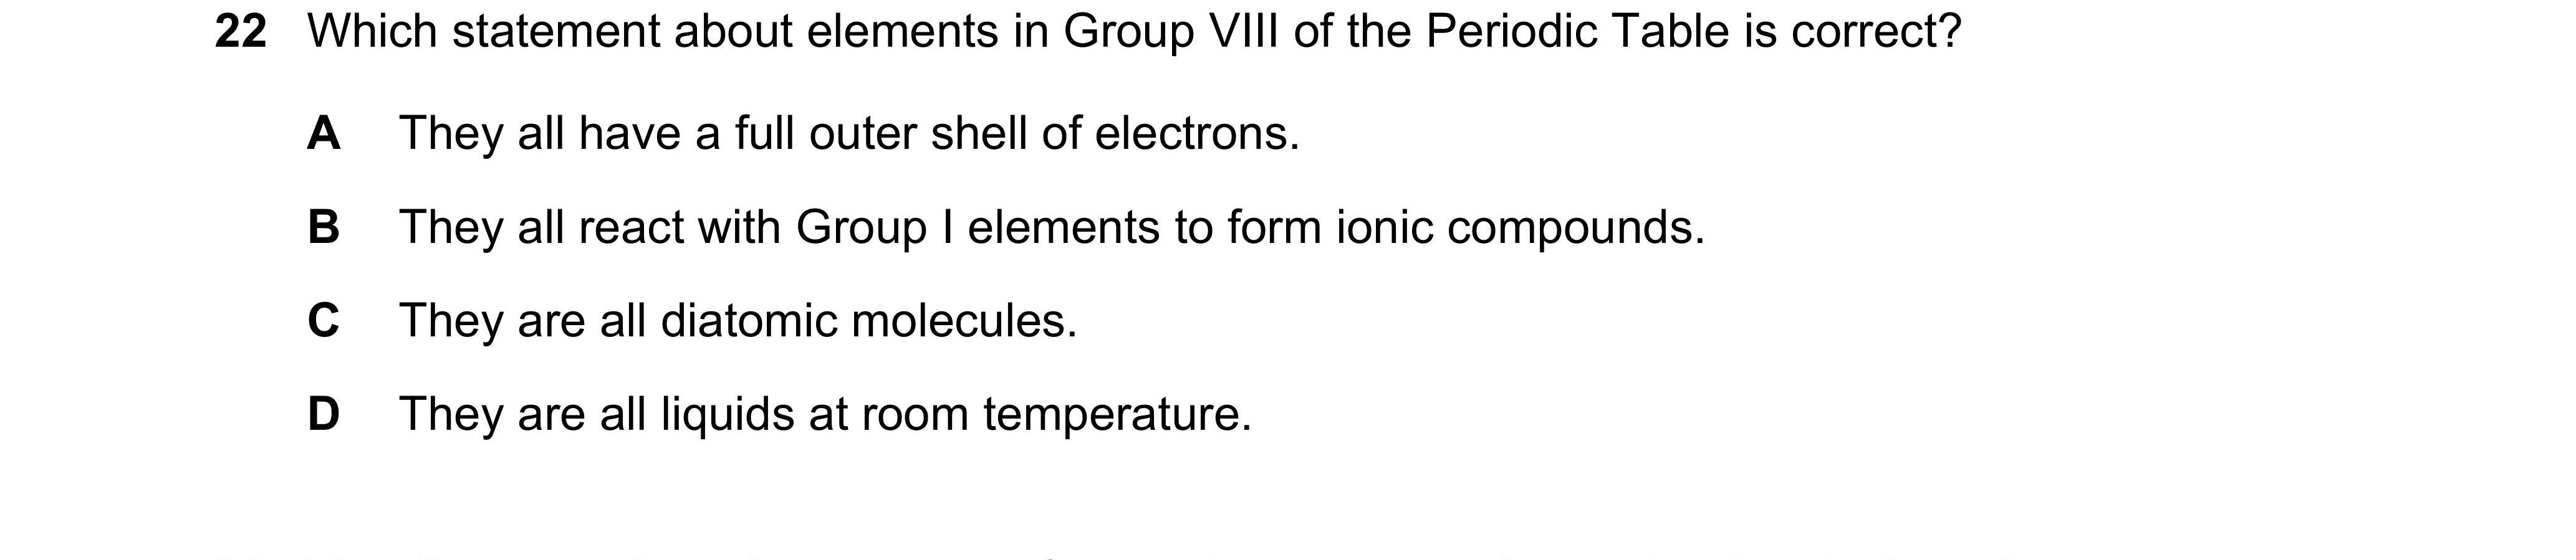 22 Which statement about elements in Group VIII of the Periodic Table is correct?
A They all have a full outer shell of electrons.
B They all react with Group I elements to form ionic compounds.
C They are all diatomic molecules.
D They are all liquids at room temperature.